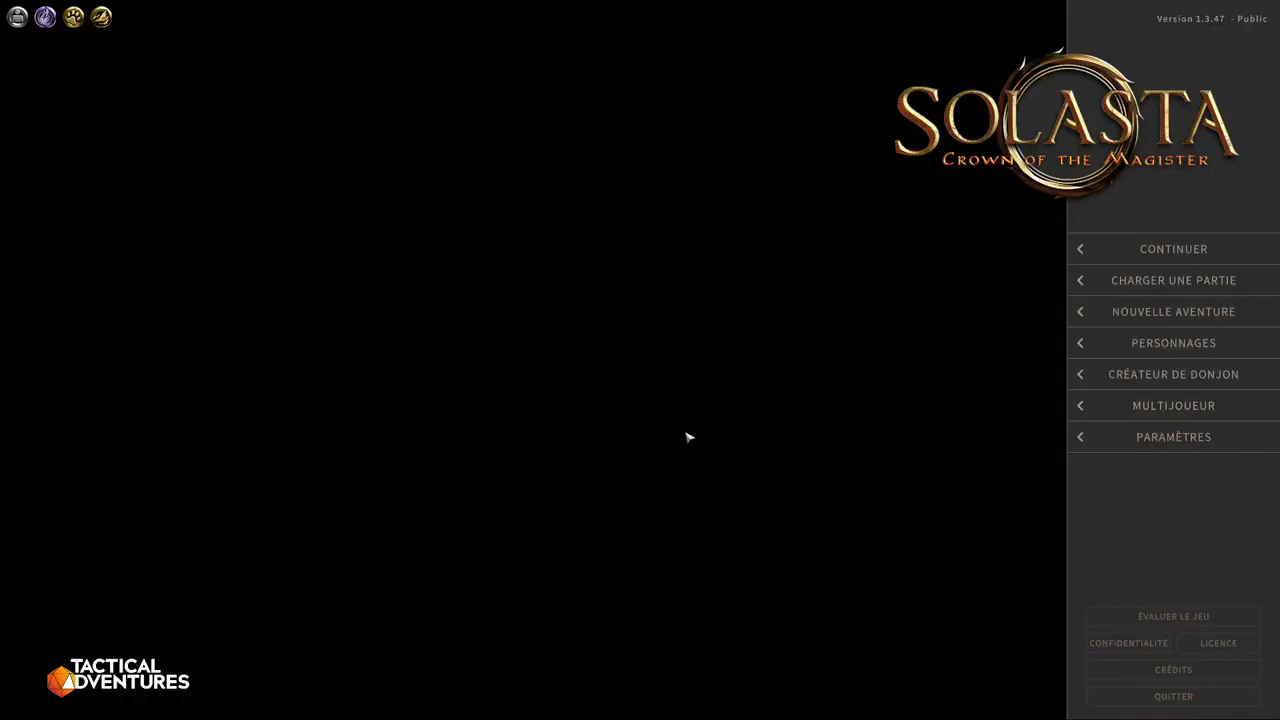 Version 1.3.47 - Public
SOLASTA
CROWN OF THE MAGISTER
CONTINUER
CHARGER UNE PARTIE
NOUVELLE AVENTURE
PERSONNAGES
CRÉATEUR DE DONJON
MULTIJOUEUR
PARAMÈTRES
ÉVALUER LE JEU
CONFIDENTIALITÉ LICENCE
CRÉDITS
QUITTER
TACTICAL
ADVENTURES